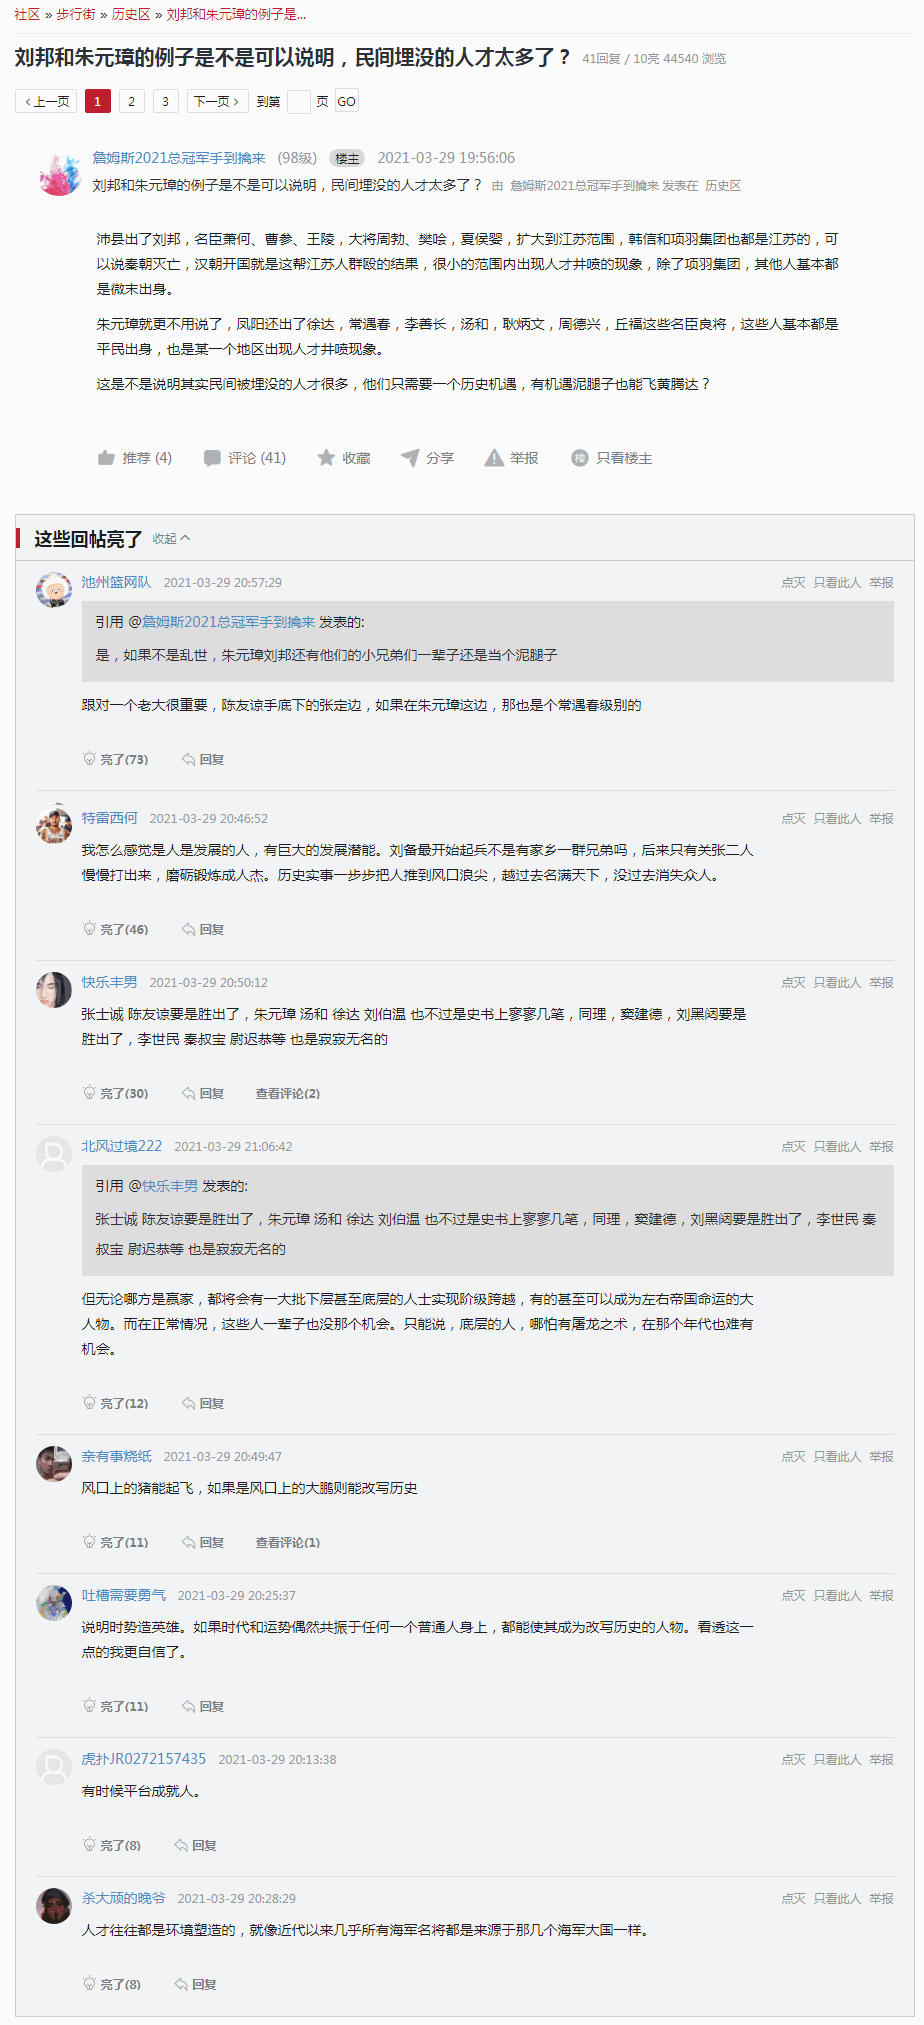 社区 » 步行街 » 历史区 » 刘邦和朱元璋的例子是...
刘邦和朱元璋的例子是不是可以说明，民间埋没的人才太多了？ 41回复 / 10亮 44540 浏览
‹ 上一页 1 2 3 下一页 › 到第 页 GO
詹姆斯2021总冠军手到擒来 (98级) 楼主 2021-03-29 19:56:06
刘邦和朱元璋的例子是不是可以说明，民间埋没的人才太多了？ 由 詹姆斯2021总冠军手到擒来 发表在 历史区
沛县出了刘邦，名臣萧何、曹参、王陵，大将周勃、樊哙，夏侯婴，扩大到江苏范围，韩信和项羽集团也都是江苏的，可
以说秦朝灭亡，汉朝开国就是这帮江苏人群殴的结果，很小的范围内出现人才井喷的现象，除了项羽集团，其他人基本都
是微末出身。
朱元璋就更不用说了，凤阳还出了徐达，常遇春，李善长，汤和，耿炳文，周德兴，丘福这些名臣良将，这些人基本都是
平民出身，也是某一个地区出现人才井喷现象。
这是不是说明其实民间被埋没的人才很多，他们只需要一个历史机遇，有机遇泥腿子也能飞黄腾达？
推荐 (4) 评论 (41) 收藏 分享 举报 楼 只看楼主
这些回帖亮了 收起
池州篮网队 2021-03-29 20:57:29 点灭 只看此人 举报
引用 @詹姆斯2021总冠军手到擒来 发表的:
是，如果不是乱世，朱元璋刘邦还有他们的小兄弟们一辈子还是当个泥腿子
跟对一个老大很重要，陈友谅手底下的张定边，如果在朱元璋这边，那也是个常遇春级别的
亮了(73) 回复
特雷西何 2021-03-29 20:46:52 点灭 只看此人 举报
我怎么感觉是人是发展的人，有巨大的发展潜能。刘备最开始起兵不是有家乡一群兄弟吗，后来只有关张二人
慢慢打出来，磨砺锻炼成人杰。历史实事一步步把人推到风口浪尖，越过去名满天下，没过去消失众人。
亮了(46) 回复
快乐丰男 2021-03-29 20:50:12 点灭 只看此人 举报
张士诚 陈友谅要是胜出了，朱元璋 汤和 徐达 刘伯温 也不过是史书上寥寥几笔，同理，窦建德，刘黑闼要是
胜出了，李世民 秦叔宝 尉迟恭等 也是寂寂无名的
亮了(30) 回复 查看评论(2)
北风过境222 2021-03-29 21:06:42 点灭 只看此人 举报
引用 @快乐丰男 发表的:
张士诚 陈友谅要是胜出了，朱元璋 汤和 徐达 刘伯温 也不过是史书上寥寥几笔，同理，窦建德，刘黑闼要是胜出了，李世民 秦
叔宝 尉迟恭等 也是寂寂无名的
但无论哪方是赢家，都将会有一大批下层甚至底层的人士实现阶级跨越，有的甚至可以成为左右帝国命运的大
人物。而在正常情况，这些人一辈子也没那个机会。只能说，底层的人，哪怕有屠龙之术，在那个年代也难有
机会。
亮了(12) 回复
亲有事烧纸 2021-03-29 20:49:47 点灭 只看此人 举报
风口上的猪能起飞，如果是风口上的大鹏则能改写历史
亮了(11) 回复 查看评论(1)
吐槽需要勇气 2021-03-29 20:25:37 点灭 只看此人 举报
说明时势造英雄。如果时代和运势偶然共振于任何一个普通人身上，都能使其成为改写历史的人物。看透这一
点的我更自信了。
亮了(11) 回复
虎扑JR0272157435 2021-03-29 20:13:38 点灭 只看此人 举报
有时候平台成就人。
亮了(8) 回复
杀大顽的晚爷 2021-03-29 20:28:29 点灭 只看此人 举报
人才往往都是环境塑造的，就像近代以来几乎所有海军名将都是来源于那几个海军大国一样。
亮了(8) 回复